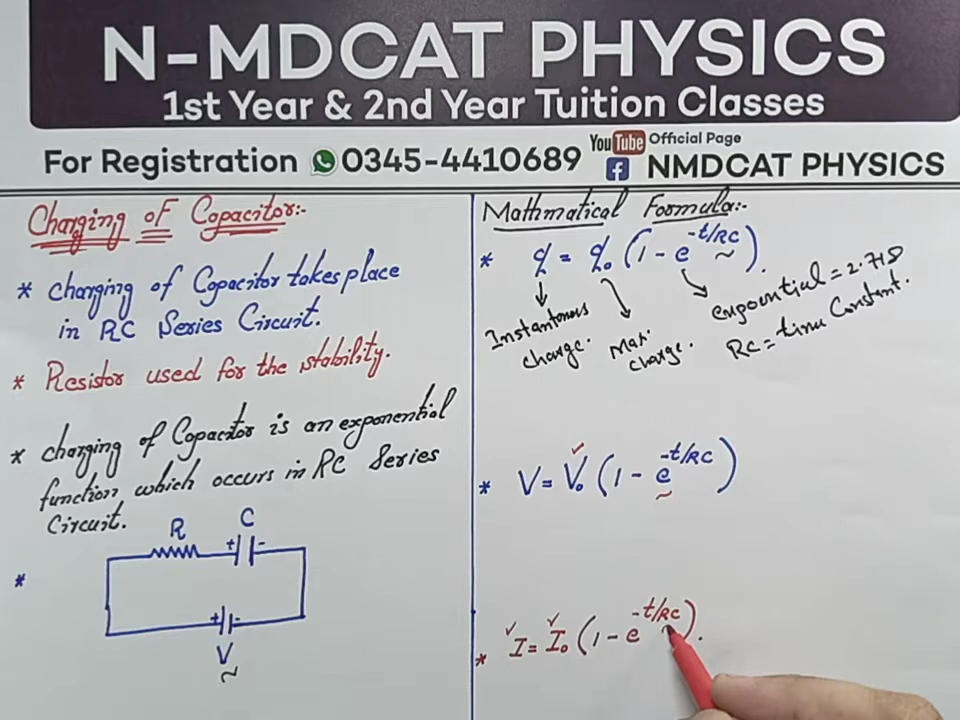 N-MDCAT PHYSICS
1st Year & 2nd Year Tuition Classes
For Registration 0345-4410689
YouTube Official Page
f NMDCAT PHYSICS
Charging of Capacitor:-
* charging of Capacitor takes place
in RC Series Circuit.
* Resistor used for the stability.
* charging of Capacitor is an exponential
function which occurs in RC Series
Circuit.
*
R
C
+ -
+ -
V
Mathmatical Formula:-
* q = q₀ (1 - e^-t/RC).
Instantonous
charge.
Max.
charge.
exponential = 2.718
RC = time Constant.
* V = V₀ (1 - e^-t/RC)
* I = I₀ (1 - e^-t/RC).